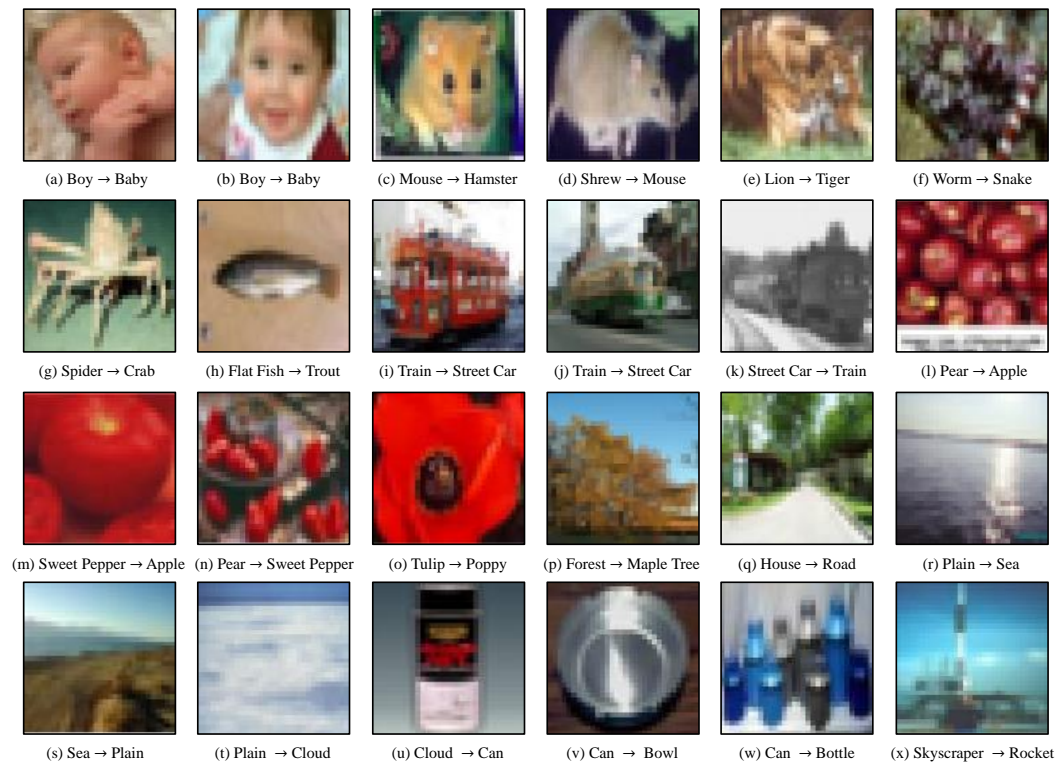 (a) Boy → Baby
(b) Boy → Baby
(c) Mouse → Hamster
(d) Shrew → Mouse
(e) Lion → Tiger
(f) Worm → Snake
(g) Spider → Crab
(h) Flat Fish → Trout
(i) Train → Street Car
(j) Train → Street Car
(k) Street Car → Train
(l) Pear → Apple
(m) Sweet Pepper → Apple
(n) Pear → Sweet Pepper
(o) Tulip → Poppy
(p) Forest → Maple Tree
(q) House → Road
(r) Plain → Sea
(s) Sea → Plain
(t) Plain → Cloud
(u) Cloud → Can
(v) Can → Bowl
(w) Can → Bottle
(x) Skyscraper → Rocket